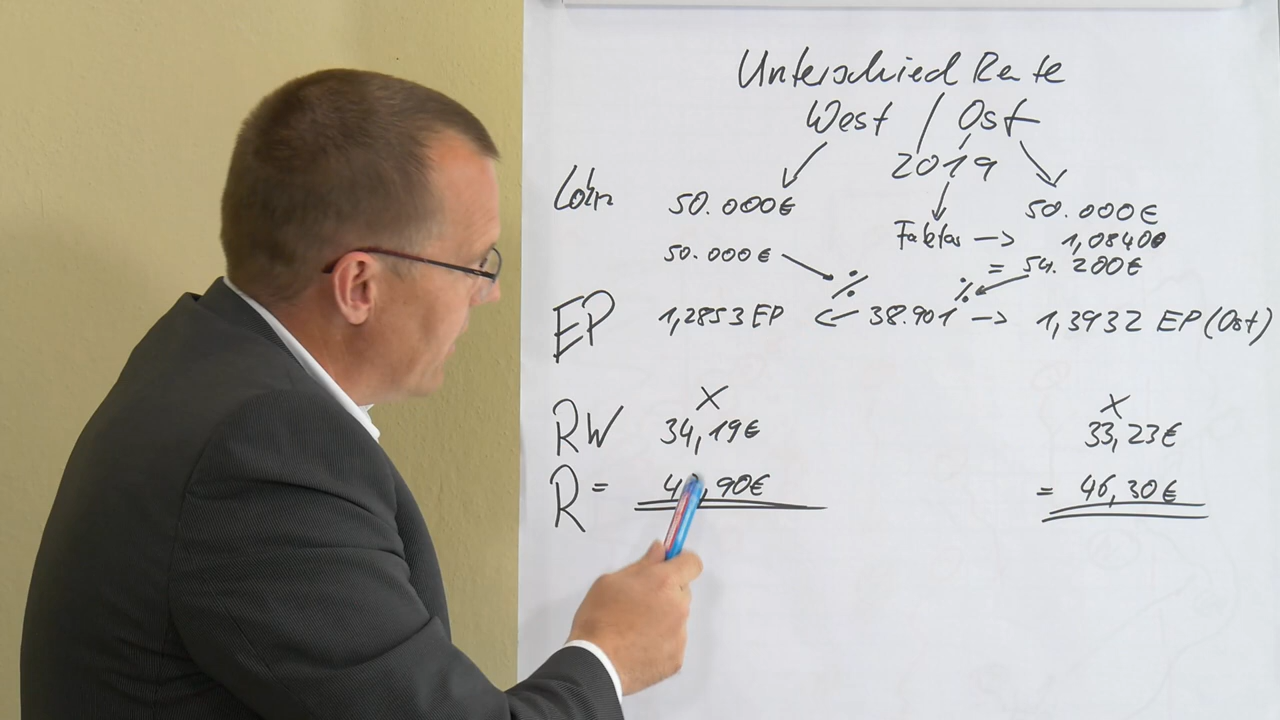 Unterschied Rente
West / Ost
2019
Lohn 50.000€ 50.000€
Faktor → 1,08400
50.000€ ÷ ÷ = 54.200€
EP 1,2853 EP ← 38.901 → 1,3932 EP (Ost)
x x
RW 34,19€ 33,23€
R = ,90€ = 46,30€